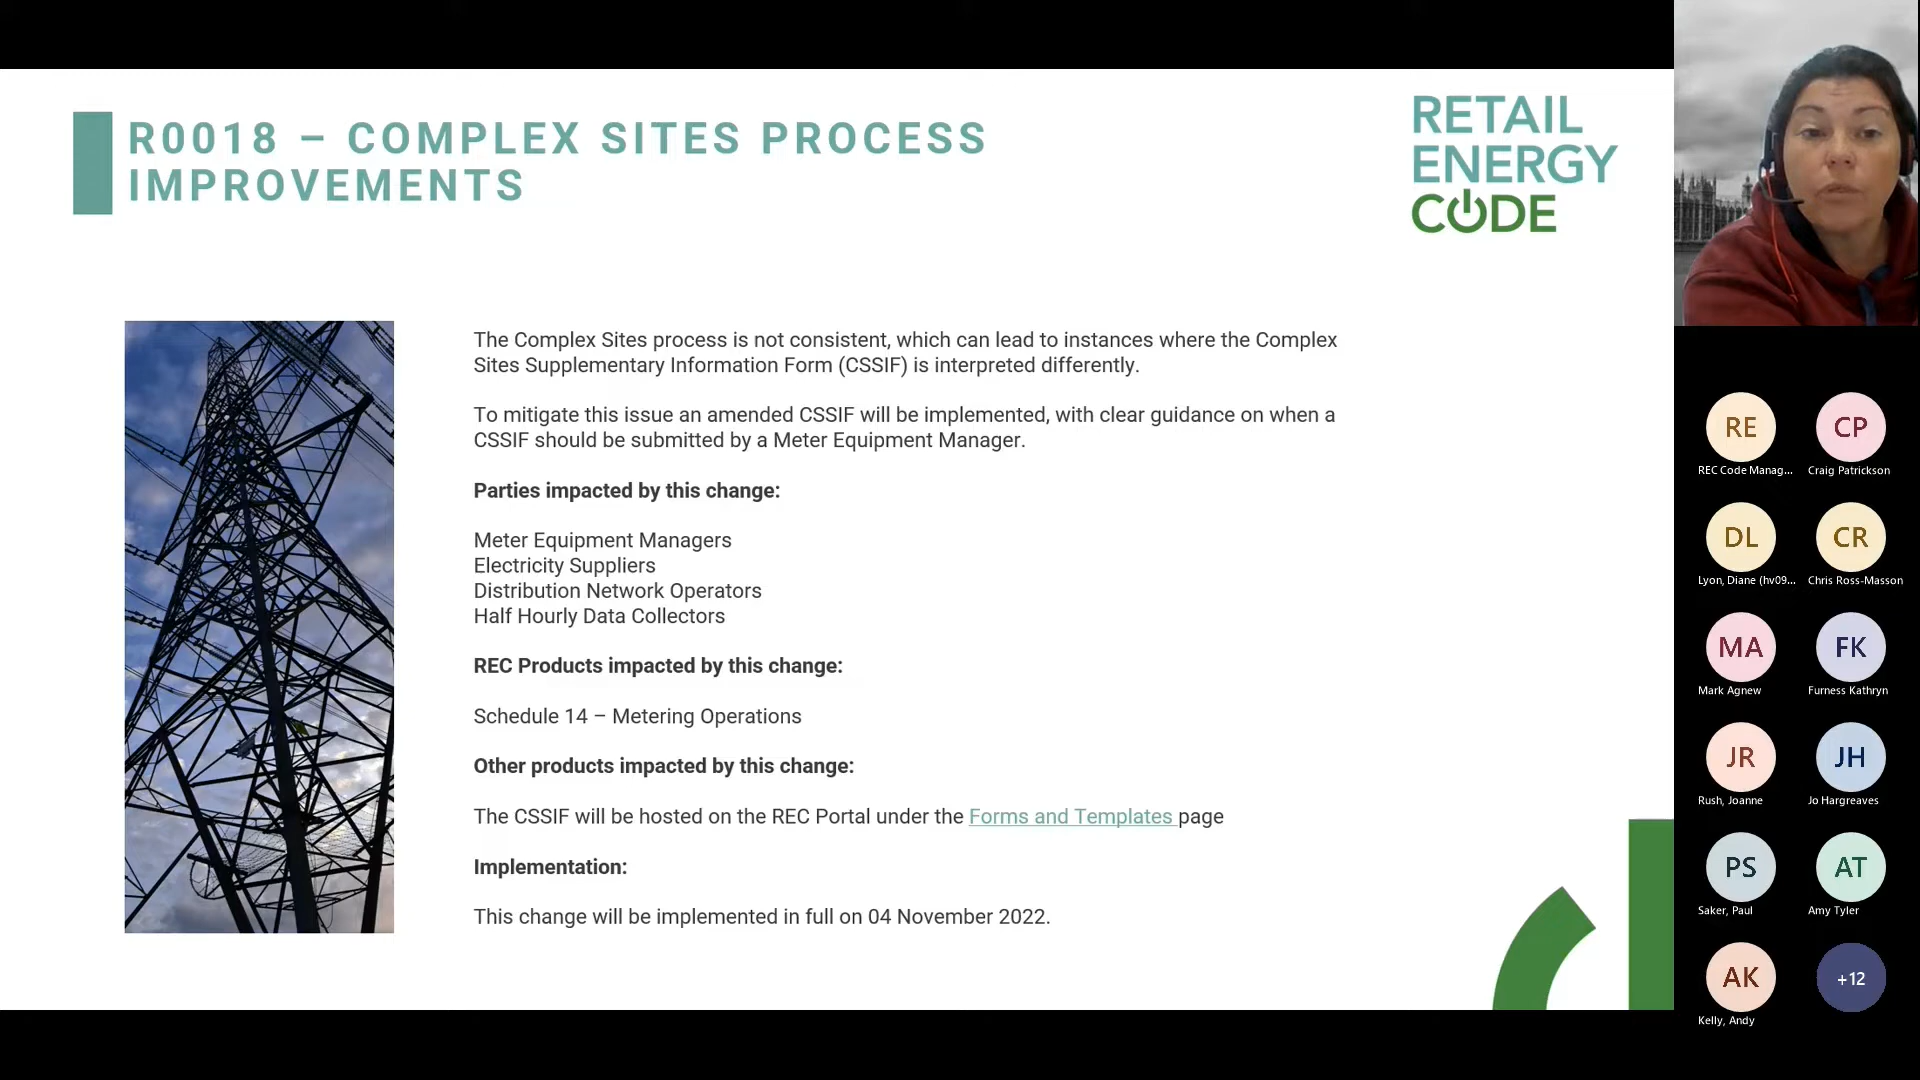 R0018 – COMPLEX SITES PROCESS
IMPROVEMENTS
RETAIL
ENERGY
CODE
The Complex Sites process is not consistent, which can lead to instances where the Complex
Sites Supplementary Information Form (CSSIF) is interpreted differently.
To mitigate this issue an amended CSSIF will be implemented, with clear guidance on when a
CSSIF should be submitted by a Meter Equipment Manager.
Parties impacted by this change:
Meter Equipment Managers
Electricity Suppliers
Distribution Network Operators
Half Hourly Data Collectors
REC Products impacted by this change:
Schedule 14 – Metering Operations
Other products impacted by this change:
The CSSIF will be hosted on the REC Portal under the Forms and Templates page
Implementation:
This change will be implemented in full on 04 November 2022.
RE
CP
REC Code Manag...
Craig Patrickson
DL
CR
Lyon, Diane (hv09...
Chris Ross-Masson
MA
FK
Mark Agnew
Furness Kathryn
JR
JH
Rush, Joanne
Jo Hargreaves
PS
AT
Saker, Paul
Amy Tyler
AK
+12
Kelly, Andy